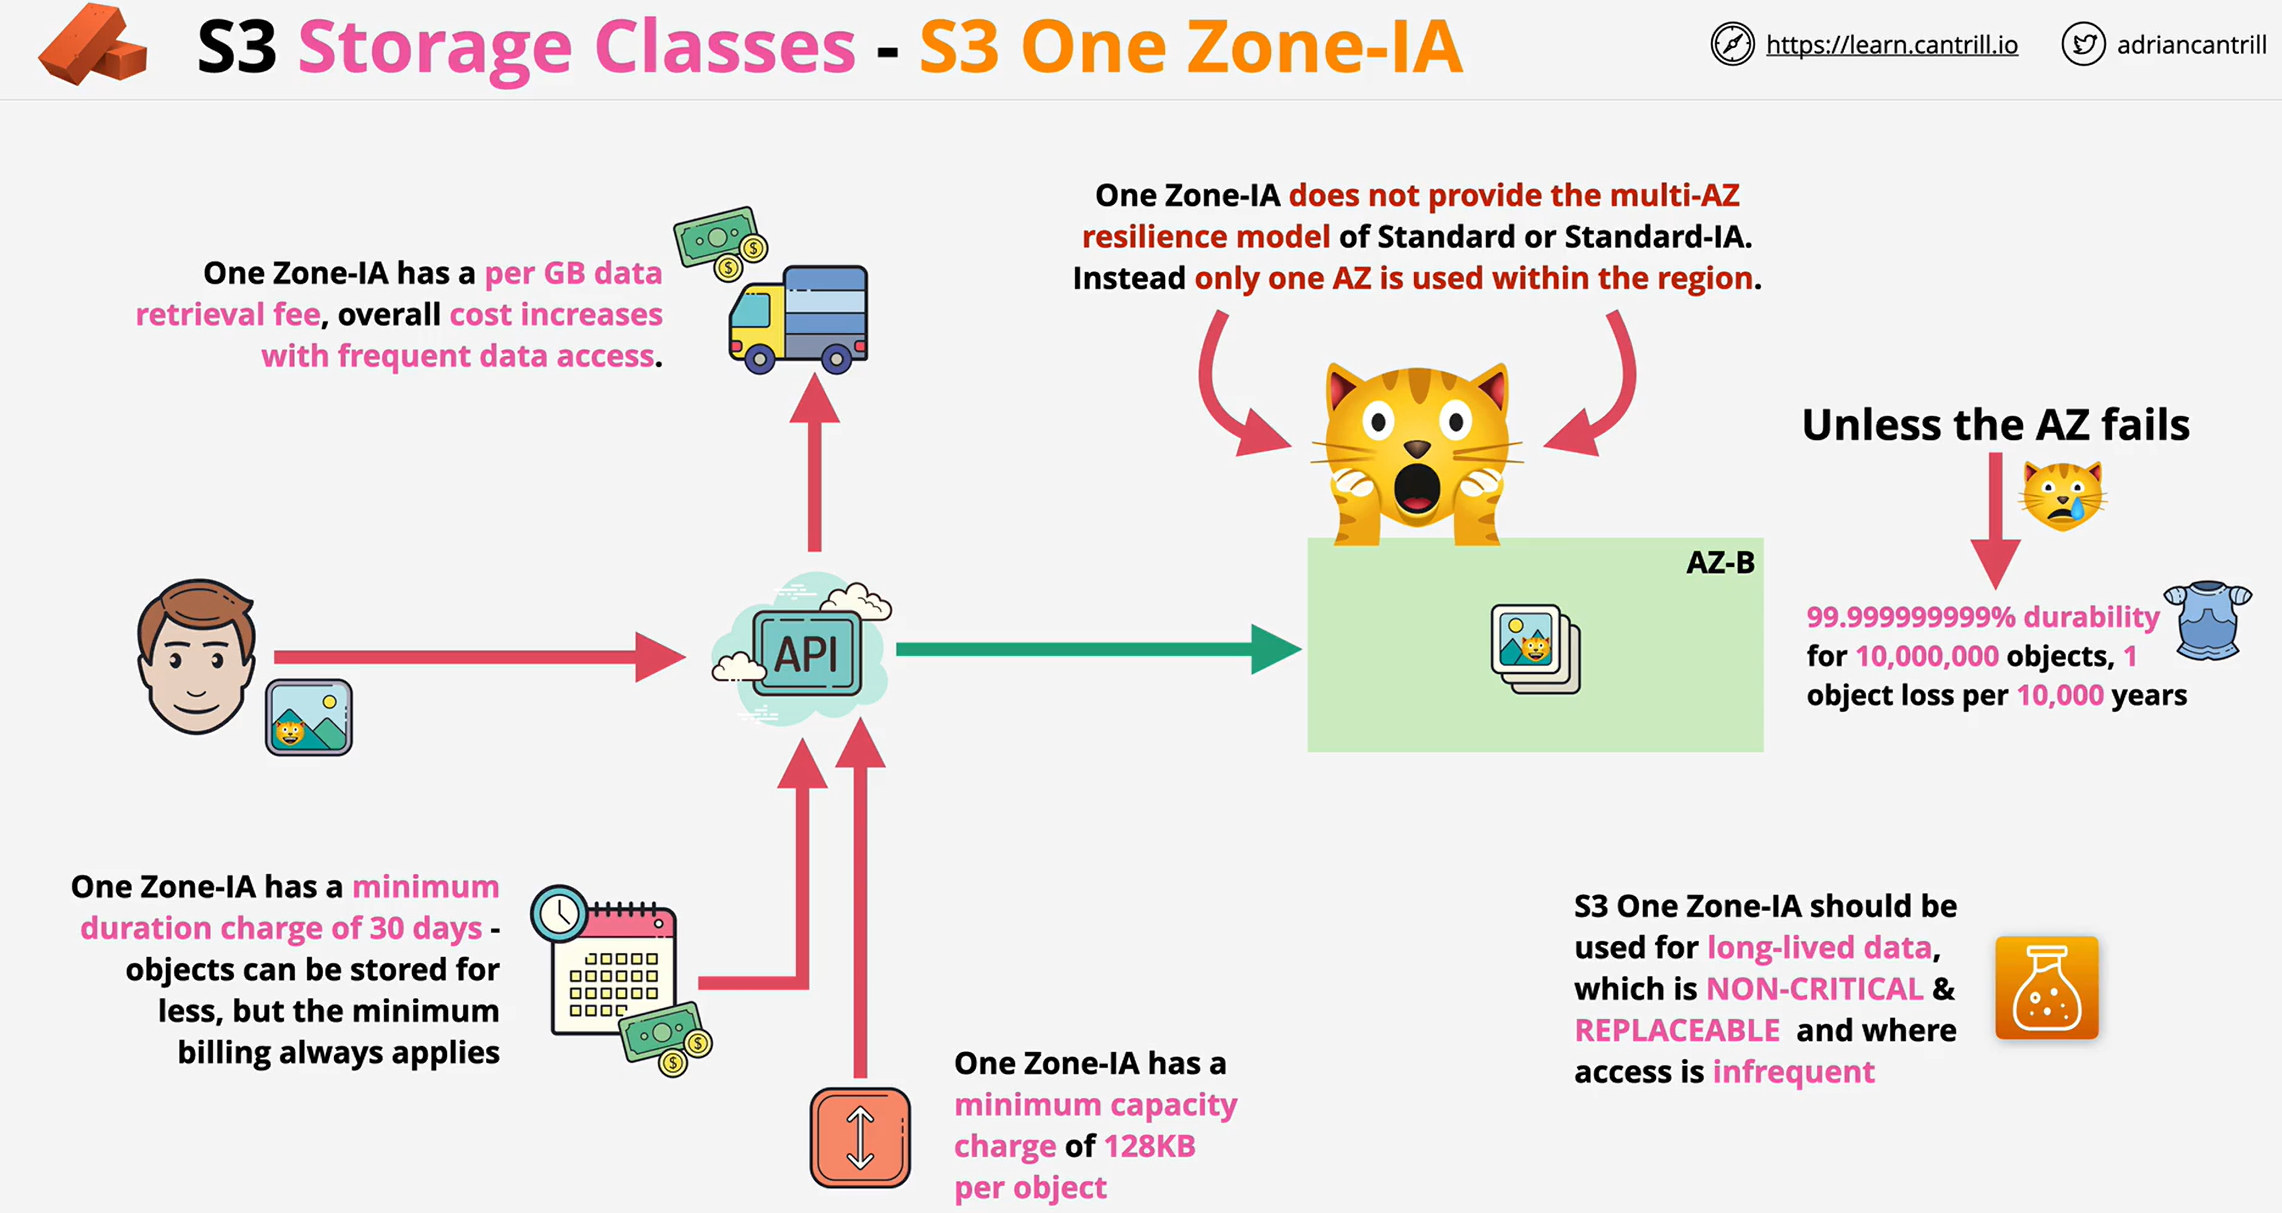 S3 Storage Classes - S3 One Zone-IA
https://learn.cantrill.io
adriancantrill
One Zone-IA has a per GB data
retrieval fee, overall cost increases
with frequent data access.
One Zone-IA does not provide the multi-AZ
resilience model of Standard or Standard-IA.
Instead only one AZ is used within the region.
Unless the AZ fails
99.999999999% durability
for 10,000,000 objects, 1
object loss per 10,000 years
API
AZ-B
One Zone-IA has a minimum
duration charge of 30 days -
objects can be stored for
less, but the minimum
billing always applies
One Zone-IA has a
minimum capacity
charge of 128KB
per object
S3 One Zone-IA should be
used for long-lived data,
which is NON-CRITICAL &
REPLACEABLE and where
access is infrequent